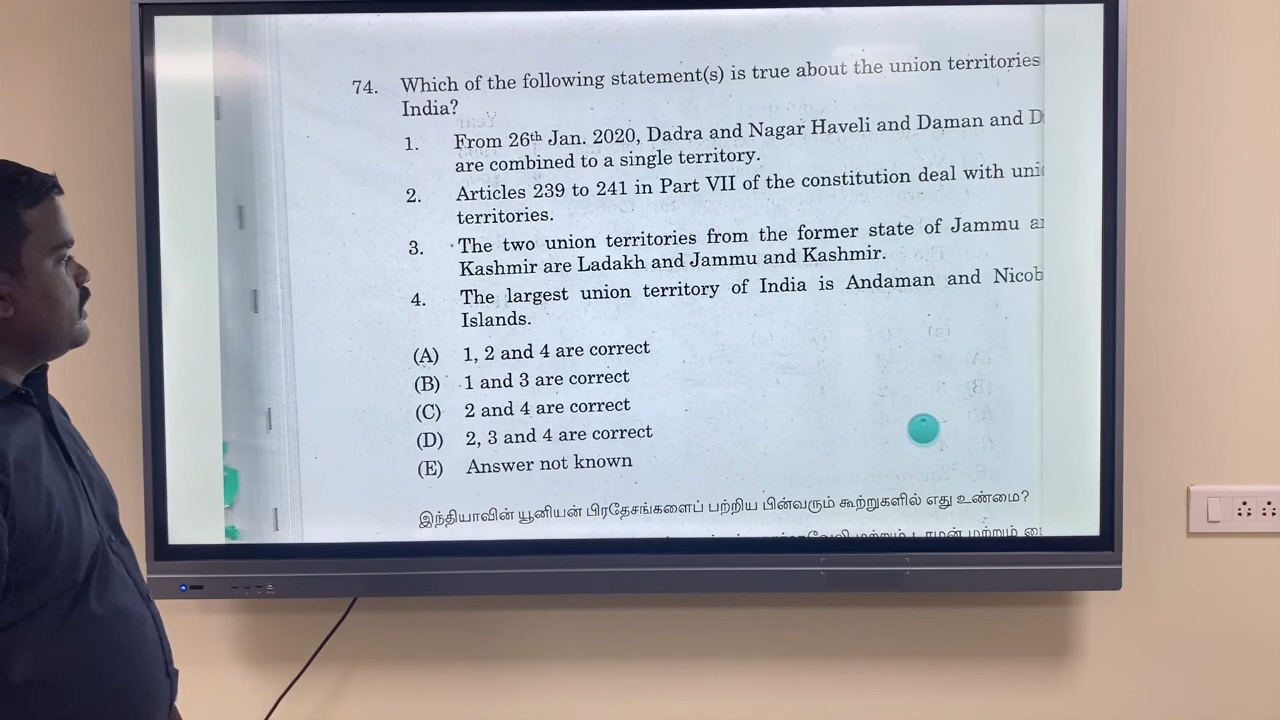 74. Which of the following statement(s) is true about the union territories
India?
1. From 26th Jan. 2020, Dadra and Nagar Haveli and Daman and D
are combined to a single territory.
2. Articles 239 to 241 in Part VII of the constitution deal with uni
territories.
3. The two union territories from the former state of Jammu a
Kashmir are Ladakh and Jammu and Kashmir.
4. The largest union territory of India is Andaman and Nicob
Islands.
(A) 1, 2 and 4 are correct
(B) 1 and 3 are correct
(C) 2 and 4 are correct
(D) 2, 3 and 4 are correct
(E) Answer not known
இந்தியாவின் யூனியன் பிரதேசங்களைப் பற்றிய பின்வரும் கூற்றுகளில் எது உண்மை?